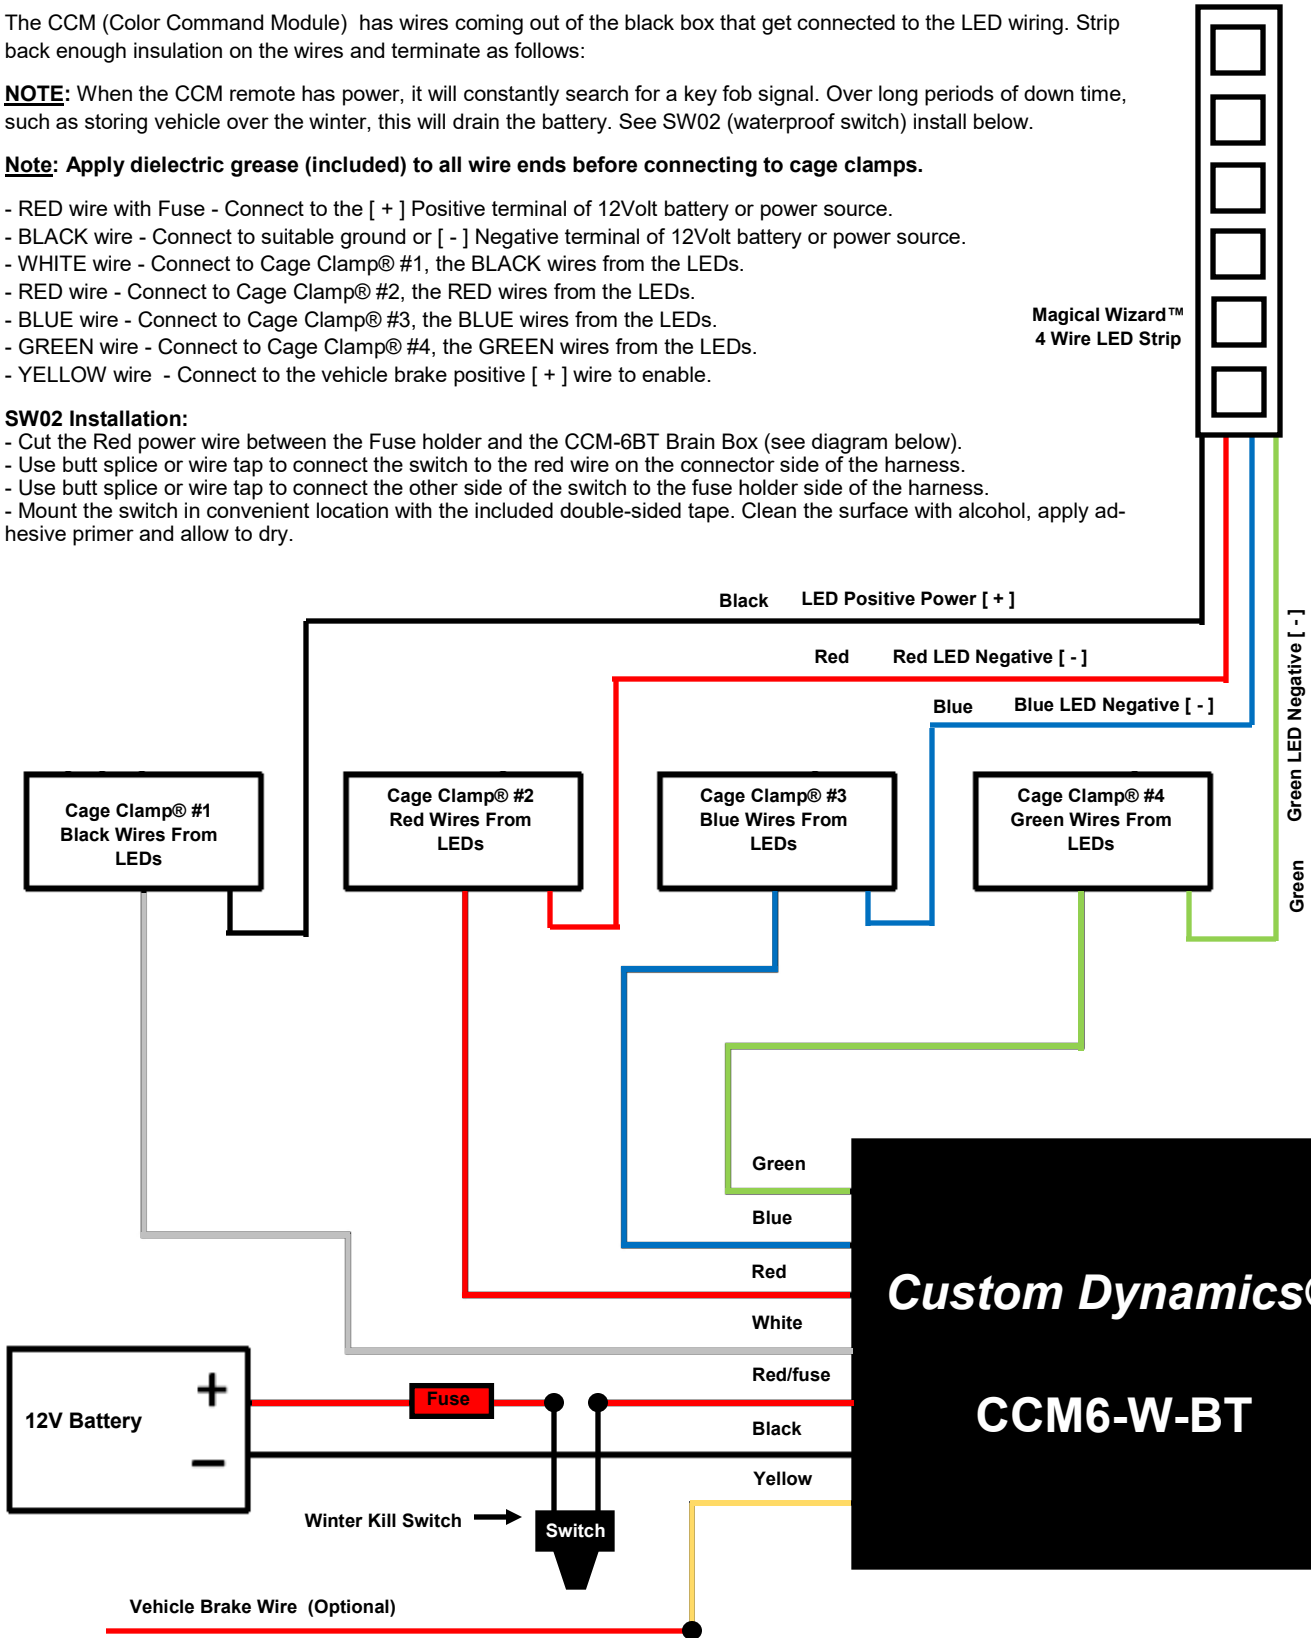 The CCM (Color Command Module)  has wires coming out of the black box that get connected to the LED wiring. Strip
back enough insulation on the wires and terminate as follows:
NOTE: When the CCM remote has power, it will constantly search for a key fob signal. Over long periods of down time,
such as storing vehicle over the winter, this will drain the battery. See SW02 (waterproof switch) install below.
Note: Apply dielectric grease (included) to all wire ends before connecting to cage clamps.
- RED wire with Fuse - Connect to the [ + ] Positive terminal of 12Volt battery or power source.
- BLACK wire - Connect to suitable ground or [ - ] Negative terminal of 12Volt battery or power source.
- WHITE wire - Connect to Cage Clamp® #1, the BLACK wires from the LEDs.
- RED wire - Connect to Cage Clamp® #2, the RED wires from the LEDs.
- BLUE wire - Connect to Cage Clamp® #3, the BLUE wires from the LEDs.
- GREEN wire - Connect to Cage Clamp® #4, the GREEN wires from the LEDs.
- YELLOW wire  - Connect to the vehicle brake positive [ + ] wire to enable.
Magical Wizard™
4 Wire LED Strip
SW02 Installation:
- Cut the Red power wire between the Fuse holder and the CCM-6BT Brain Box (see diagram below).
- Use butt splice or wire tap to connect the switch to the red wire on the connector side of the harness.
- Use butt splice or wire tap to connect the other side of the switch to the fuse holder side of the harness.
- Mount the switch in convenient location with the included double-sided tape. Clean the surface with alcohol, apply ad-
hesive primer and allow to dry.
Black LED Positive Power [ + ]
Red Red LED Negative [ - ]
Blue Blue LED Negative [ - ]
Green Green LED Negative [ - ]
Cage Clamp® #1
Black Wires From
LEDs
Cage Clamp® #2
Red Wires From
LEDs
Cage Clamp® #3
Blue Wires From
LEDs
Cage Clamp® #4
Green Wires From
LEDs
Green
Blue
Red
White
Red/fuse
Black
Yellow
Custom Dynamics®
CCM6-W-BT
12V Battery
+
−
Fuse
Winter Kill Switch
Switch
Vehicle Brake Wire  (Optional)